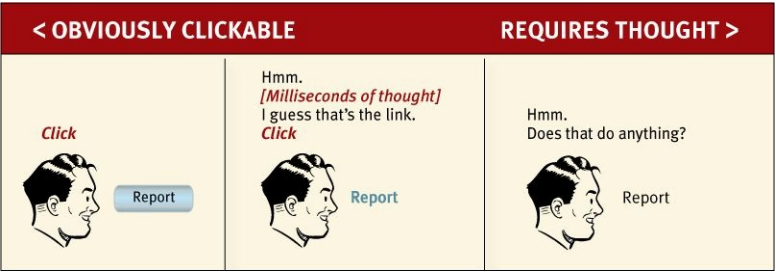 < OBVIOUSLY CLICKABLE
REQUIRES THOUGHT >
Click
Report
Hmm.
[Milliseconds of thought]
I guess that’s the link.
Click
Report
Hmm.
Does that do anything?
Report